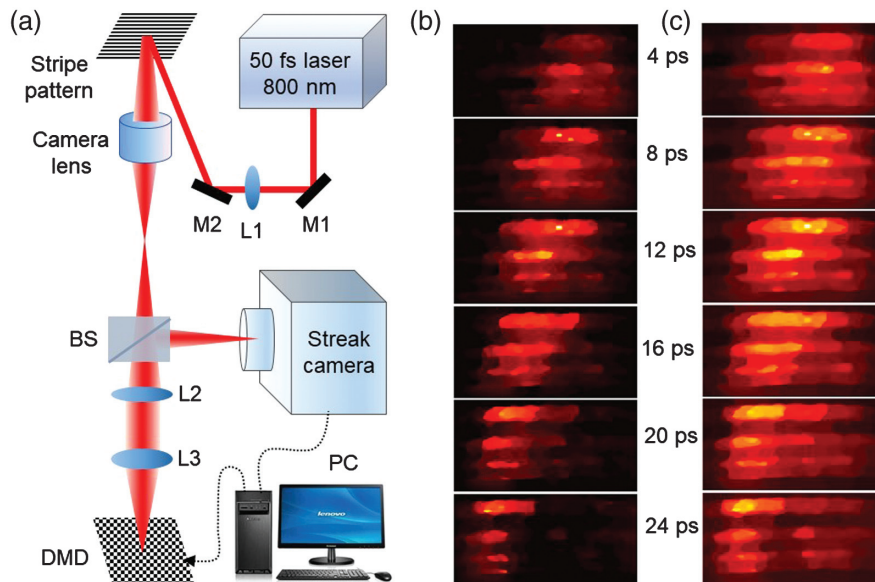 (a)
(b)
(c)
Stripe
pattern
50 fs laser
800 nm
Camera
lens
M2
L1
M1
4 ps
8 ps
12 ps
BS
Streak
camera
16 ps
L2
L3
PC
20 ps
lenovo
DMD
24 ps